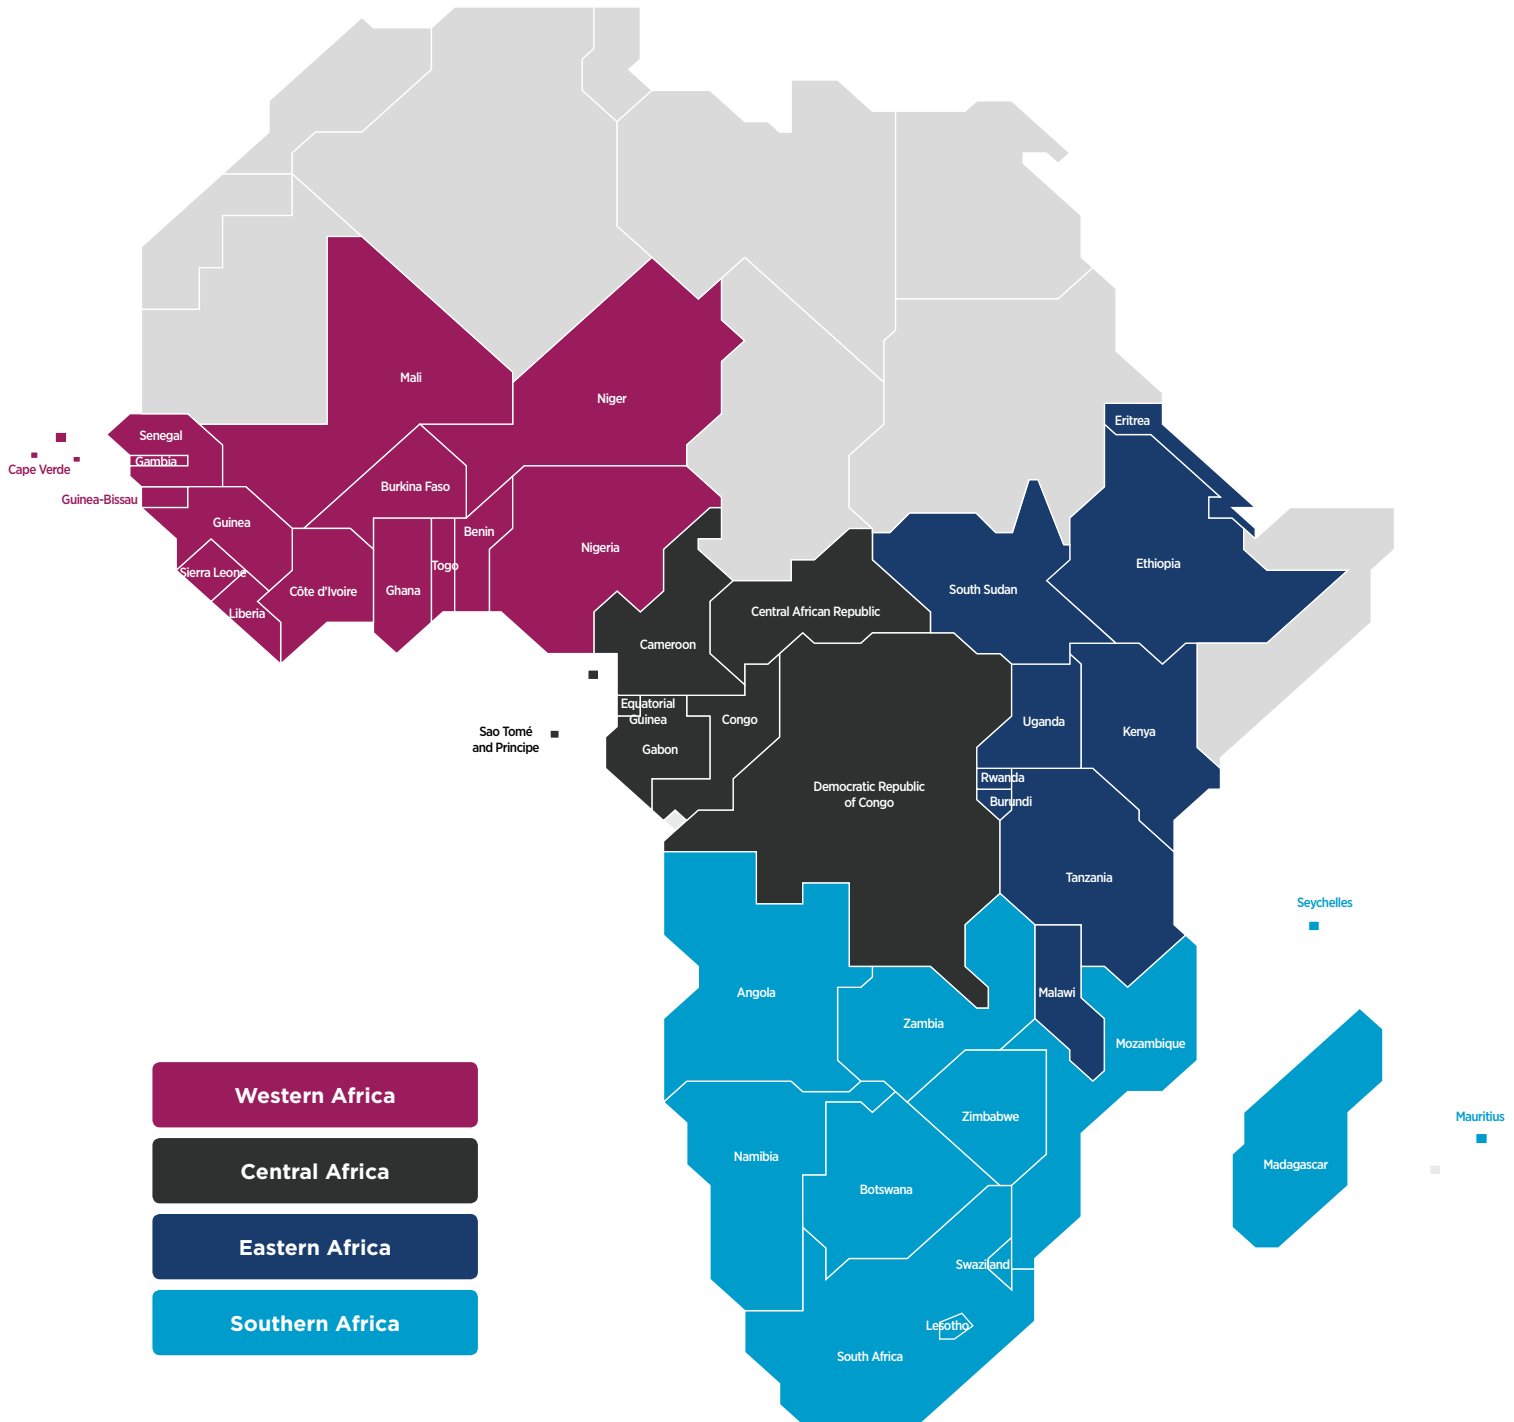 Mali
Niger
Senegal
Gambia
Cape Verde
Guinea-Bissau
Burkina Faso
Guinea
Benin
Nigeria
Togo
Sierra Leone
Côte d'Ivoire
Ghana
Liberia
Eritrea
Ethiopia
South Sudan
Central African Republic
Cameroon
Equatorial
Guinea
Congo
Gabon
Sao Tomé
and Principe
Uganda
Kenya
Rwanda
Burundi
Democratic Republic
of Congo
Tanzania
Seychelles
Angola
Malawi
Zambia
Mozambique
Zimbabwe
Mauritius
Namibia
Madagascar
Botswana
Swaziland
Lesotho
South Africa
Western Africa
Central Africa
Eastern Africa
Southern Africa